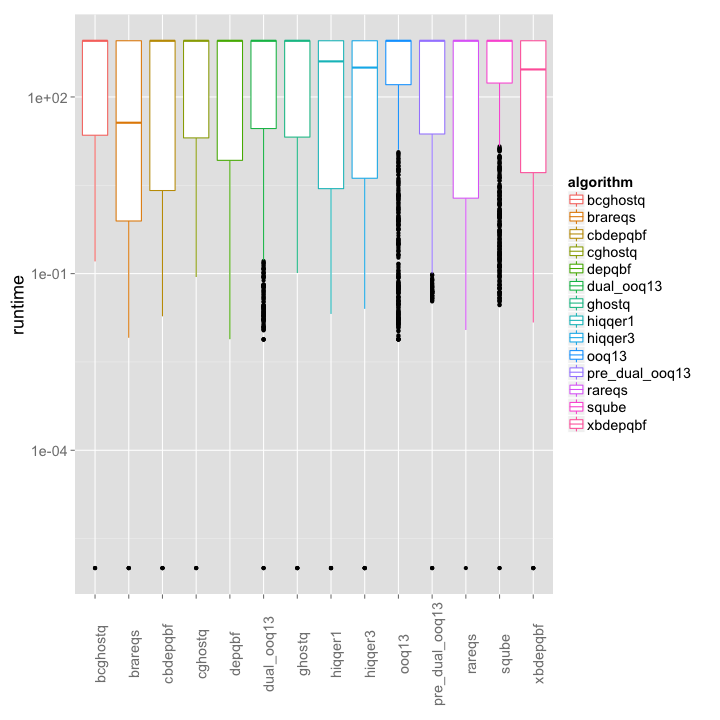 1e+02
1e-01
1e-04
runtime
bcghostq
brareqs
cbdepqbf
cghostq
depqbf
dual_ooq13
ghostq
hiqqer1
hiqqer3
ooq13
pre_dual_ooq13
rareqs
sqube
xbdepqbf
algorithm
bcghostq
brareqs
cbdepqbf
cghostq
depqbf
dual_ooq13
ghostq
hiqqer1
hiqqer3
ooq13
pre_dual_ooq13
rareqs
sqube
xbdepqbf